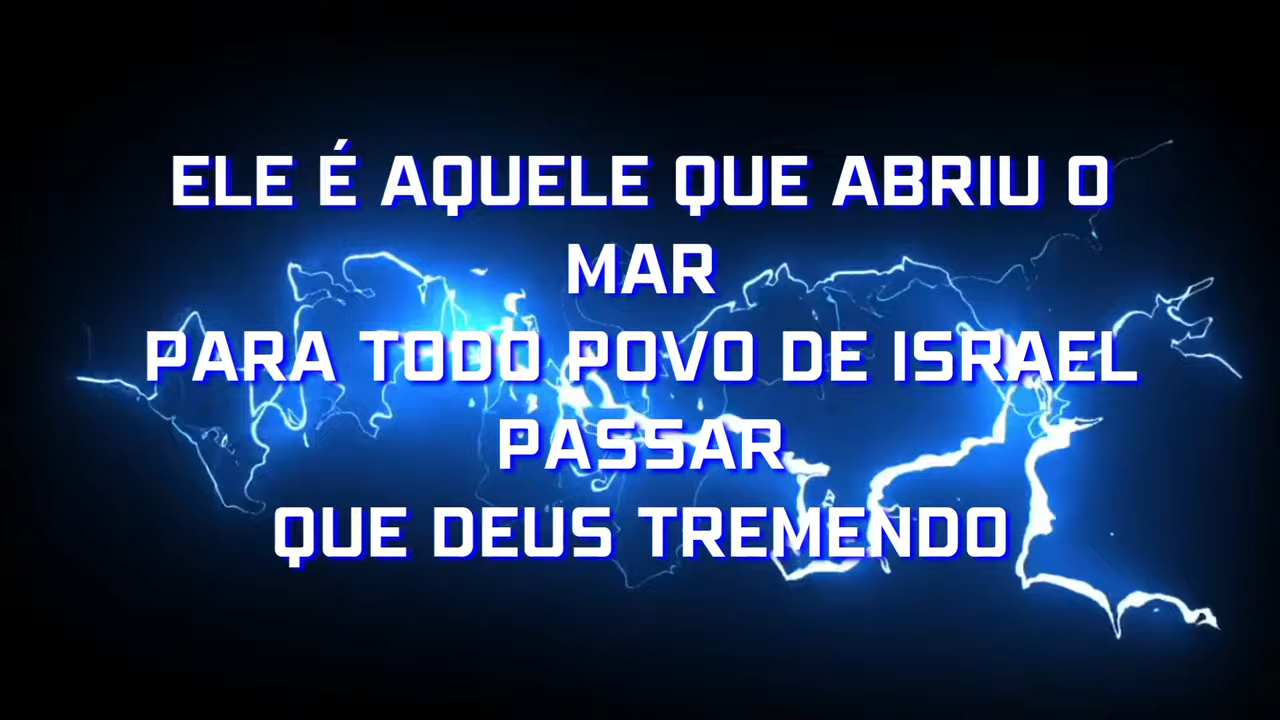 ELE É AQUELE QUE ABRIU O
MAR
PARA TODO POVO DE ISRAEL
PASSAR
QUE DEUS TREMENDO